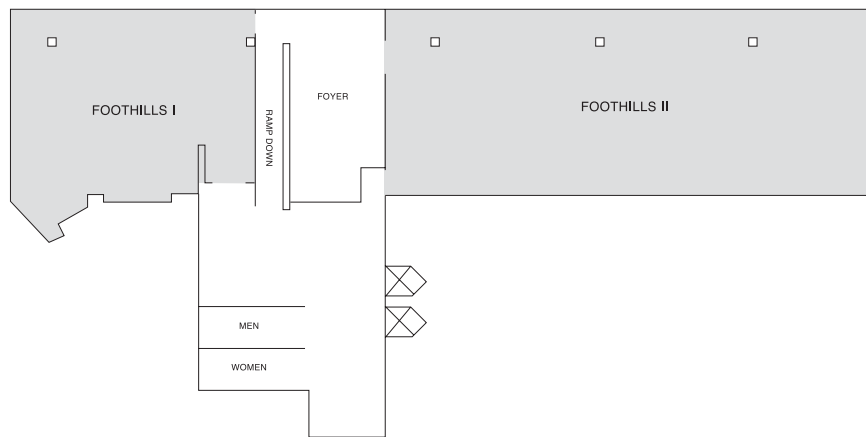 FOOTHILLS I
RAMP DOWN
FOYER
FOOTHILLS II
MEN
WOMEN